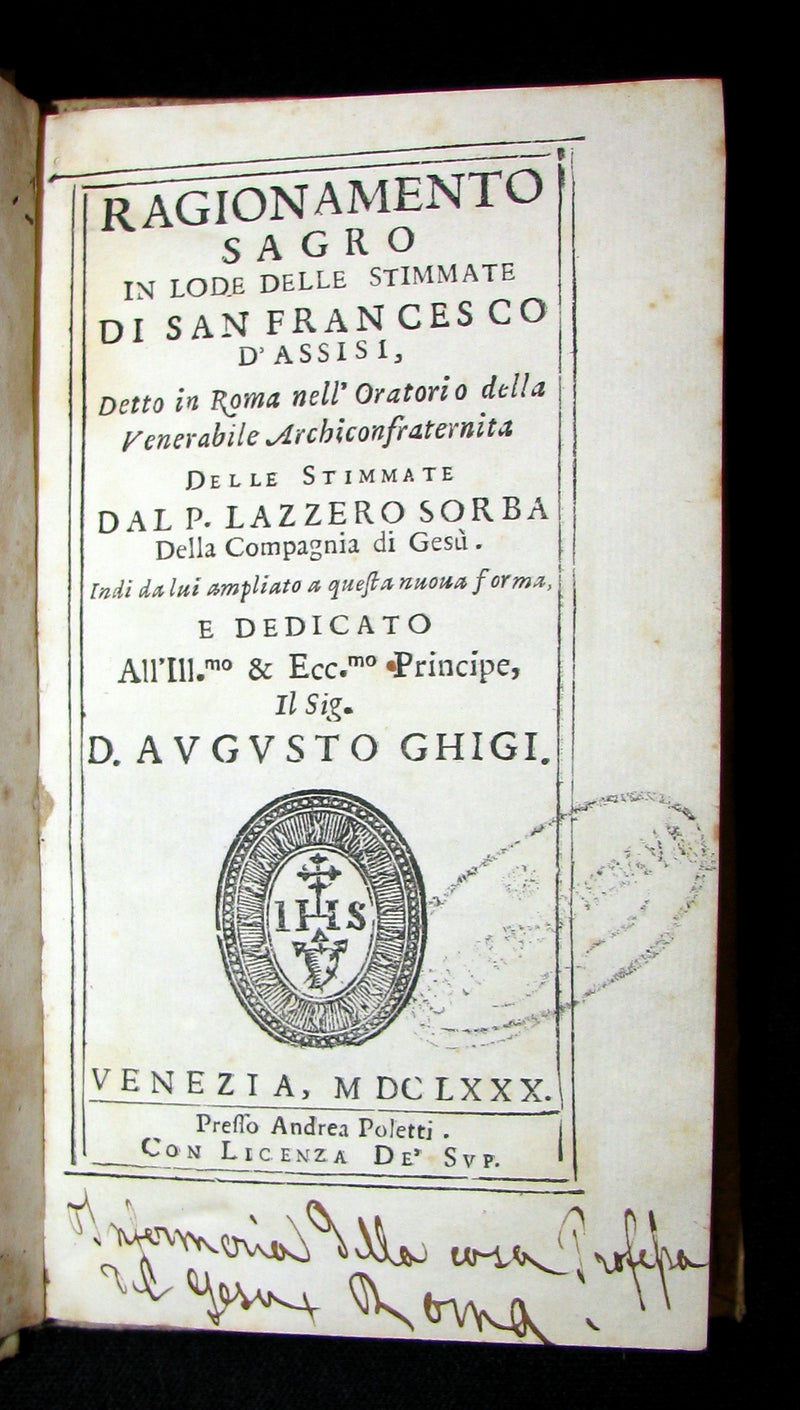 RAGIONAMENTO
SAGRO
IN LODE DELLE STIMMATE
DI SAN FRANCESCO
D'ASSISI,
Detto in Roma nell' Oratorio della
Venerabile Archiconfraternita
DELLE STIMMATE
DAL P. LAZZERO SORBA
Della Compagnia di Gesù.
Indi da lui ampliato a queſta nuoua forma,
E DEDICATO
All'Ill.mo & Ecc.mo Principe,
Il Sig.
D. AVGVSTO GHIGI.
IHS
VENEZIA, MDCLXXX.
Preſſo Andrea Poletti.
CON LICENZA DE' SVP.
Infermeria della casa Profeſsa
del Gesu + Roma.